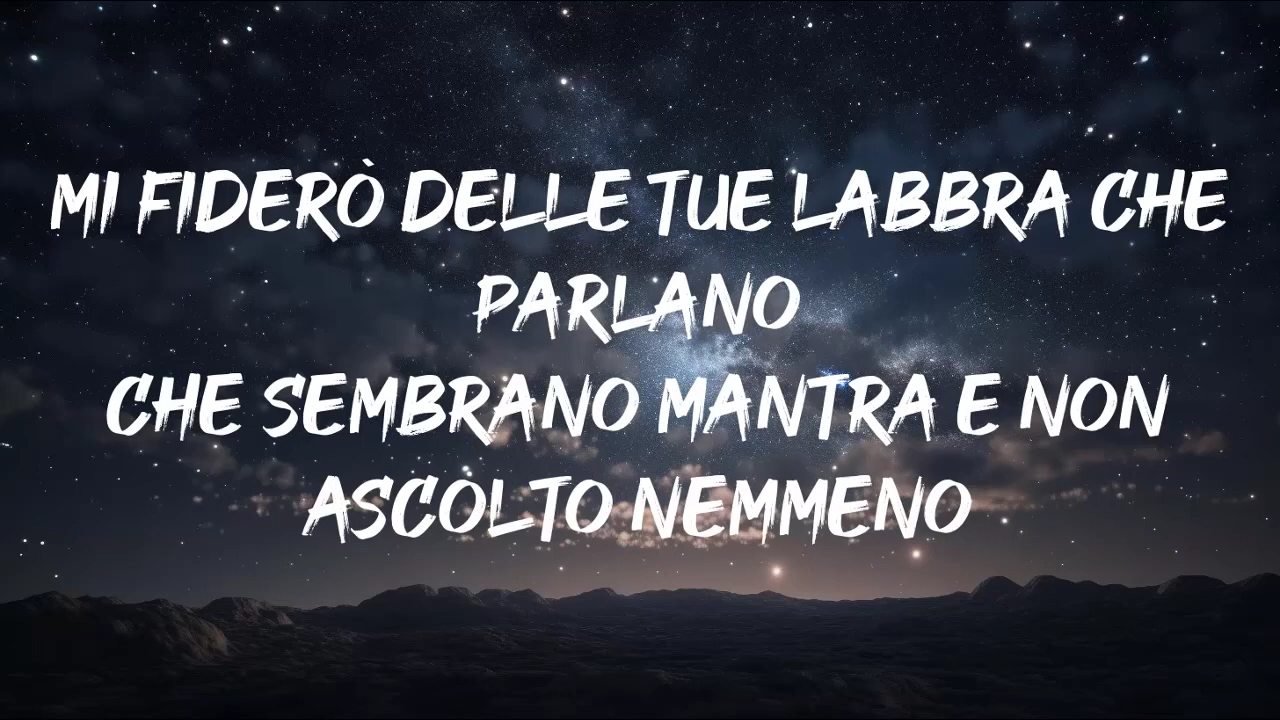 MI FIDERÒ DELLE TUE LABBRA CHE
PARLANO
CHE SEMBRANO MANTRA E NON
ASCOLTO NEMMENO